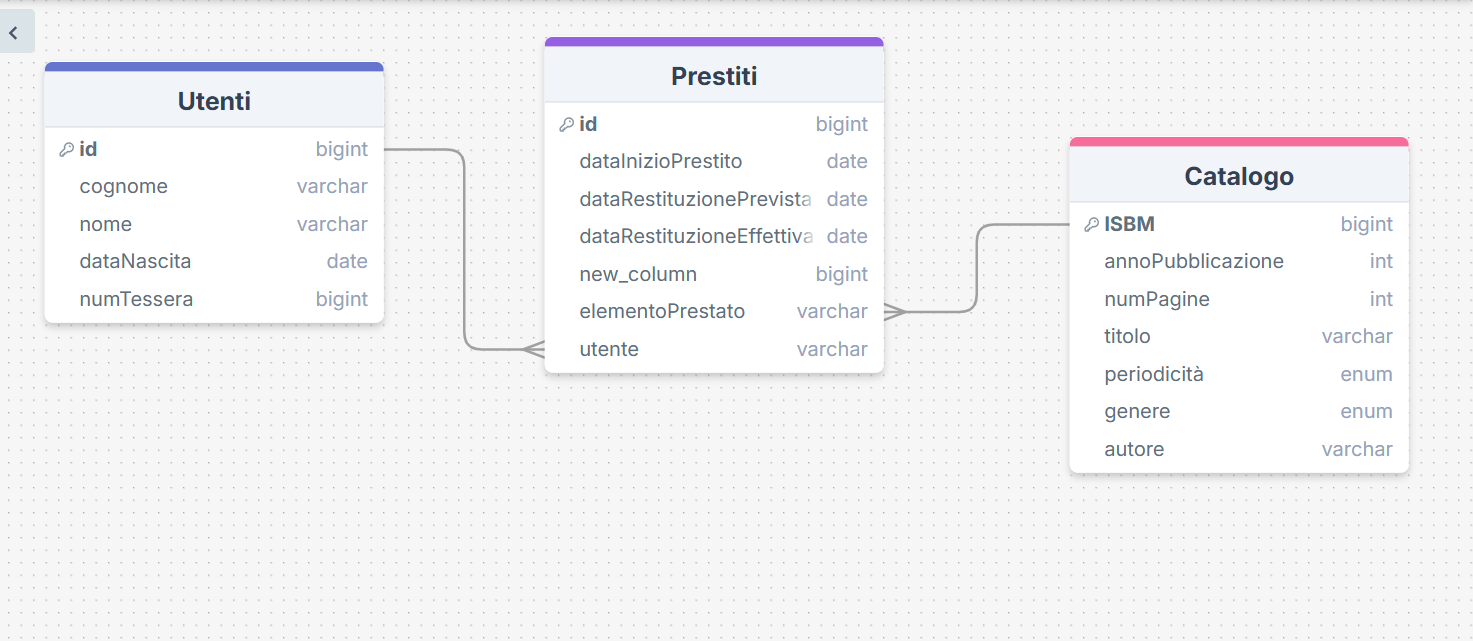 Utenti
id bigint
cognome varchar
nome varchar
dataNascita date
numTessera bigint
Prestiti
id bigint
dataInizioPrestito date
dataRestituzionePrevista date
dataRestituzioneEffettiva date
new_column bigint
elementoPrestato varchar
utente varchar
Catalogo
ISBM bigint
annoPubblicazione int
numPagine int
titolo varchar
periodicità enum
genere enum
autore varchar